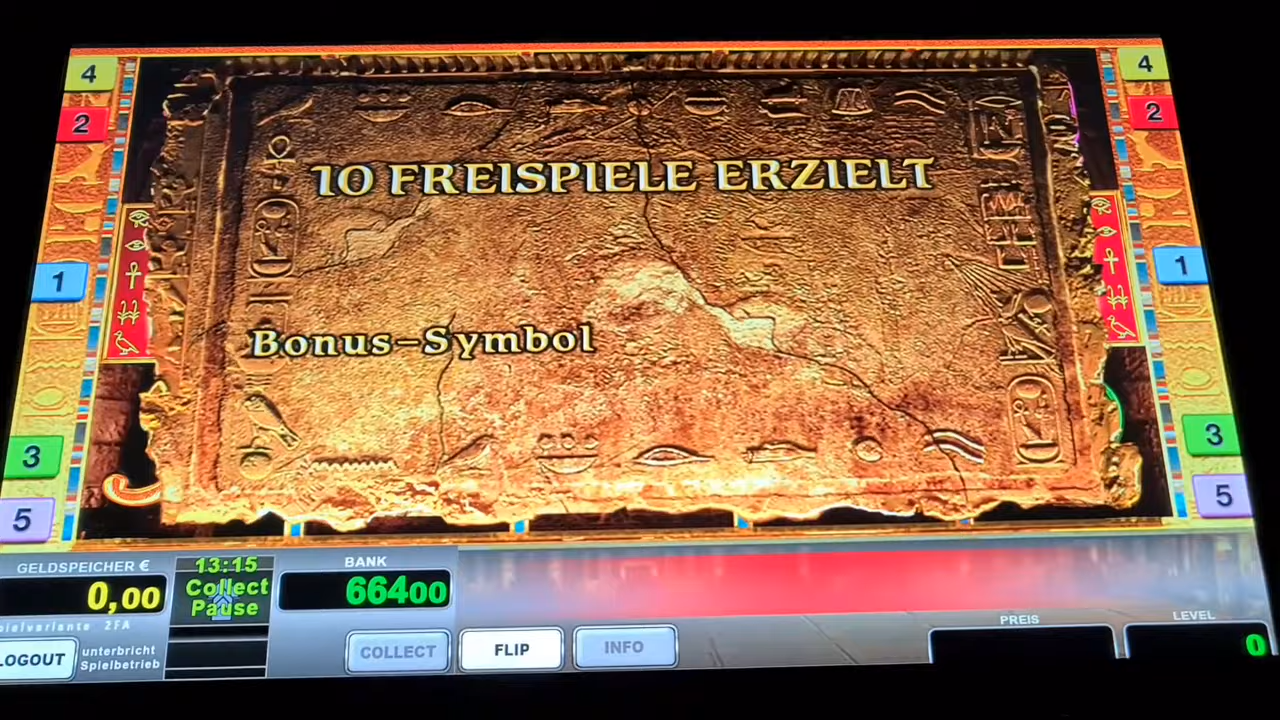 4
4
2
2
10 FREISPIELE ERZIELT
1
1
Bonus-Symbol
3
3
5
5
GELDSPEICHER €
0,00
13:15
Collect
Pause
BANK
66400
pielvariante 2FA
LOGOUT
unterbricht
Spielbetrieb
COLLECT
FLIP
INFO
PREIS
LEVEL
0